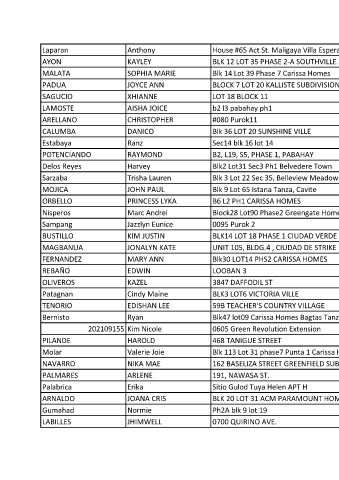 Laparan Anthony House #65 Act St. Maligaya Villa Espera
AYON KAYLEY BLK 12 LOT 35 PHASE 2-A SOUTHVILLE
MALATA SOPHIA MARIE Blk 14 Lot 39 Phase 7 Carissa Homes
PADUA JOYCE ANN BLOCK 7 LOT 20 KALLISTE SUBDIVISION
SAGUCIO XHIANNE LOT 18 BLOCK 11
LAMOSTE AISHA JOICE b2 l3 pabahay ph1
ARELLANO CHRISTOPHER #080 Purok11
CALUMBA DANICO Blk 36 LOT 20 SUNSHINE VILLE
Estabaya Ranz Sec14 blk 16 lot 14
POTENCIANDO RAYMOND B2, L19, S5, PHASE 1, PABAHAY
Delos Reyes Harvey Blk2 Lot31 Sec3 Ph1 Belvedere Town
Sarzaba Trisha Lauren Blk 3 Lot 22 Sec 35, Belleview Meadow
MOJICA JOHN PAUL Blk 9 Lot 65 Istana Tanza, Cavite
ORBELLO PRINCESS LYKA B6 L2 PH1 CARISSA HOMES
Nisperos Marc Andrei Block28 Lot90 Phase2 Greengate Home
Sampang Jazzlyn Eunice 0095 Purok 2
BUSTILLO KIM JUSTIN BLK14 LOT 18 PHASE 1 CIUDAD VERDE
MAGBANUA JONALYN KATE UNIT 105, BLDG.4 , CIUDAD DE STRIKE
FERNANDEZ MARY ANN Blk30 LOT14 PHS2 CARISSA HOMES
REBAÑO EDWIN LOOBAN 3
OLIVEROS KAZEL 3847 DAFFODIL ST
Patagnan Cindy Maine BLK3 LOT6 VICTORIA VILLE
TENORIO EDISHAN LEE 59B TEACHER'S COUNTRY VILLAGE
Bernisto Ryan Blk47 lot09 Carissa Homes Bagtas Tanz
202109155 Kim Nicole 0605 Green Revolution Extension
PILANDE HAROLD 468 TANIGUE STREET
Molar Valerie Joie Blk 113 Lot 31 phase7 Punta 1 Carissa H
NAVARRO NIKA MAE 162 BASELIZA STREET GREENFIELD SUB
PALMARES ARLENE 191, NAWASA ST.
Palabrica Erika Sitio Gulod Tuya Helen APT H
ARNALDO JOANA CRIS BLK 20 LOT 31 ACM PARAMOUNT HOM
Gumahad Normie Ph2A blk 9 lot 19
LABILLES JHIMWELL 0700 QUIRINO AVE.